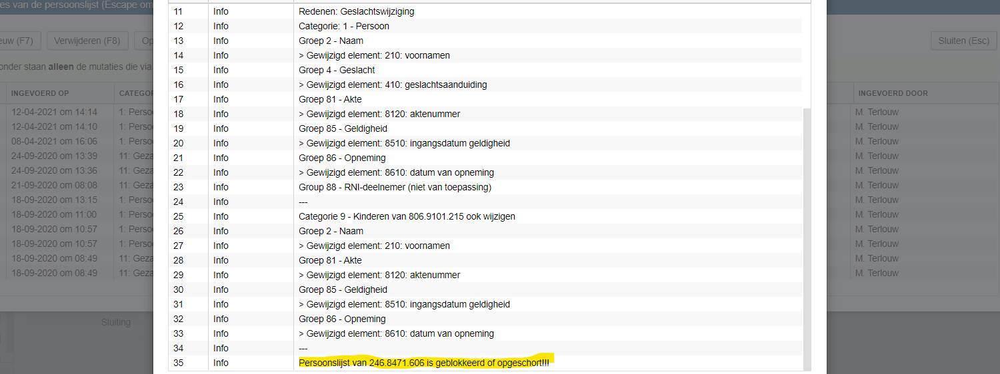 es van de persoonslijst (Escape om
euw (F7) Verwijderen (F8) Op
Sluiten (Esc)
onder staan alleen de mutaties die via
INGEVOERD OP CATEGOR INGEVOERD DOOR
12-04-2021 om 14:14 1: Perso M. Terlouw
12-04-2021 om 14:10 1: Perso M. Terlouw
08-04-2021 om 16:06 1: Perso M. Terlouw
24-09-2020 om 13:39 11: Geza M. Terlouw
24-09-2020 om 13:36 11: Geza M. Terlouw
21-09-2020 om 08:08 11: Geza M. Terlouw
18-09-2020 om 13:15 1: Perso M. Terlouw
18-09-2020 om 11:00 1: Perso M. Terlouw
18-09-2020 om 10:57 1: Perso M. Terlouw
18-09-2020 om 10:57 1: Perso M. Terlouw
18-09-2020 om 08:49 11: Geza M. Terlouw
18-09-2020 om 08:49 11: Geza M. Terlouw
Sluiting
11 Info Redenen: Geslachtswijziging
12 Info Categorie: 1 - Persoon
13 Info Groep 2 - Naam
14 Info > Gewijzigd element: 210: voornamen
15 Info Groep 4 - Geslacht
16 Info > Gewijzigd element: 410: geslachtsaanduiding
17 Info Groep 81 - Akte
18 Info > Gewijzigd element: 8120: aktenummer
19 Info Groep 85 - Geldigheid
20 Info > Gewijzigd element: 8510: ingangsdatum geldigheid
21 Info Groep 86 - Opneming
22 Info > Gewijzigd element: 8610: datum van opneming
23 Info Group 88 - RNI-deelnemer (niet van toepassing)
24 Info ---
25 Info Categorie 9 - Kinderen van 806.9101.215 ook wijzigen
26 Info Groep 2 - Naam
27 Info > Gewijzigd element: 210: voornamen
28 Info Groep 81 - Akte
29 Info > Gewijzigd element: 8120: aktenummer
30 Info Groep 85 - Geldigheid
31 Info > Gewijzigd element: 8510: ingangsdatum geldigheid
32 Info Groep 86 - Opneming
33 Info > Gewijzigd element: 8610: datum van opneming
34 Info ---
35 Info Persoonslijst van 246.8471.606 is geblokkeerd of opgeschort!!!